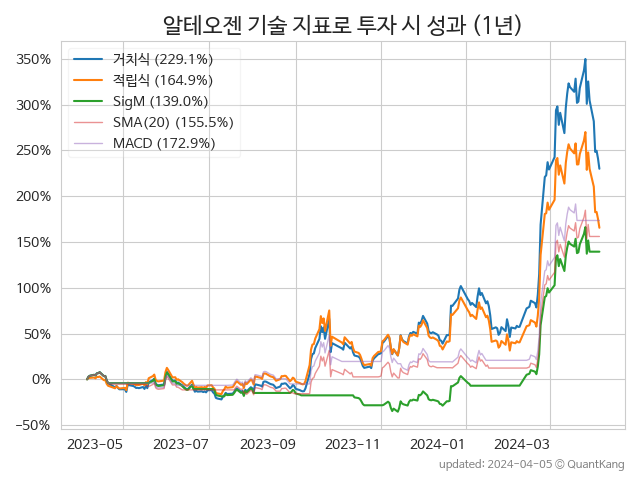 알테오젠 기술 지표로 투자 시 성과 (1년)
350%
300%
250%
200%
150%
100%
50%
0%
−50%
거치식 (229.1%)
적립식 (164.9%)
SigM (139.0%)
SMA(20) (155.5%)
MACD (172.9%)
2023−05
2023−07
2023−09
2023−11
2024−01
2024−03
updated: 2024-04-05 © QuantKang